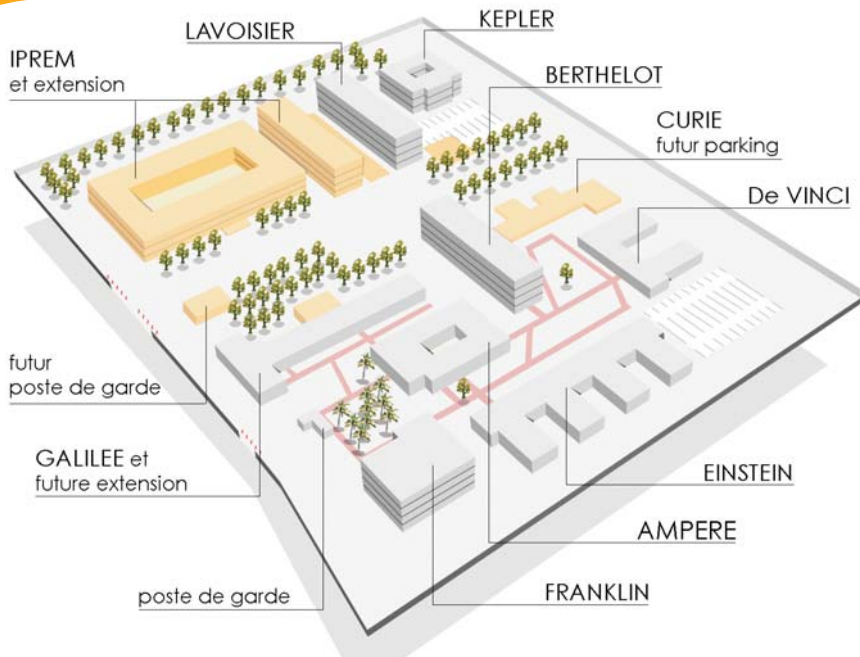 KEPLER
LAVOISIER
IPREM
et extension
BERTHELOT
CURIE
futur parking
De VINCI
futur
poste de garde
GALILEE et
future extension
EINSTEIN
AMPERE
poste de garde
FRANKLIN